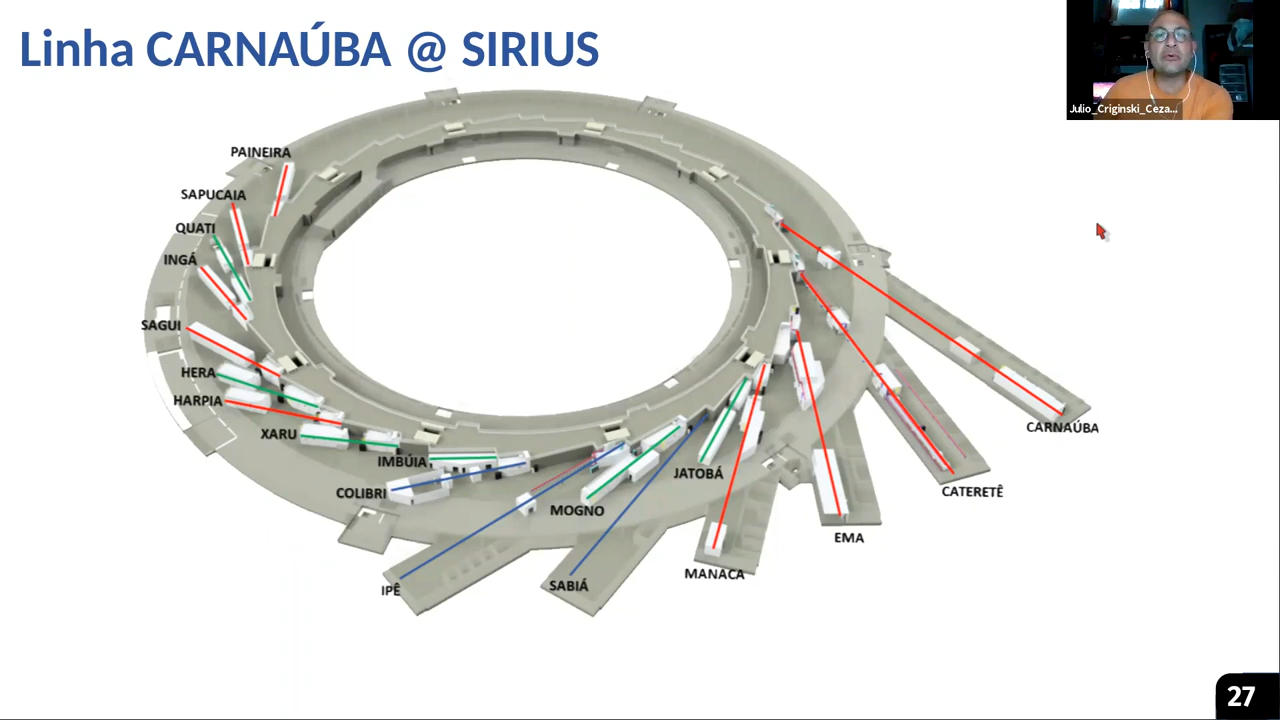 Linha CARNAÚBA @ SIRIUS
Julio_Criginski_Ceza...
PAINEIRA
SAPUCAIA
QUATI
INGÁ
SAGUI
HERA
HARPIA
XARU
IMBÚIA
COLIBRI
IPÊ
MOGNO
SABIÁ
JATOBÁ
MANACÁ
EMA
CATERETÊ
CARNAÚBA
27